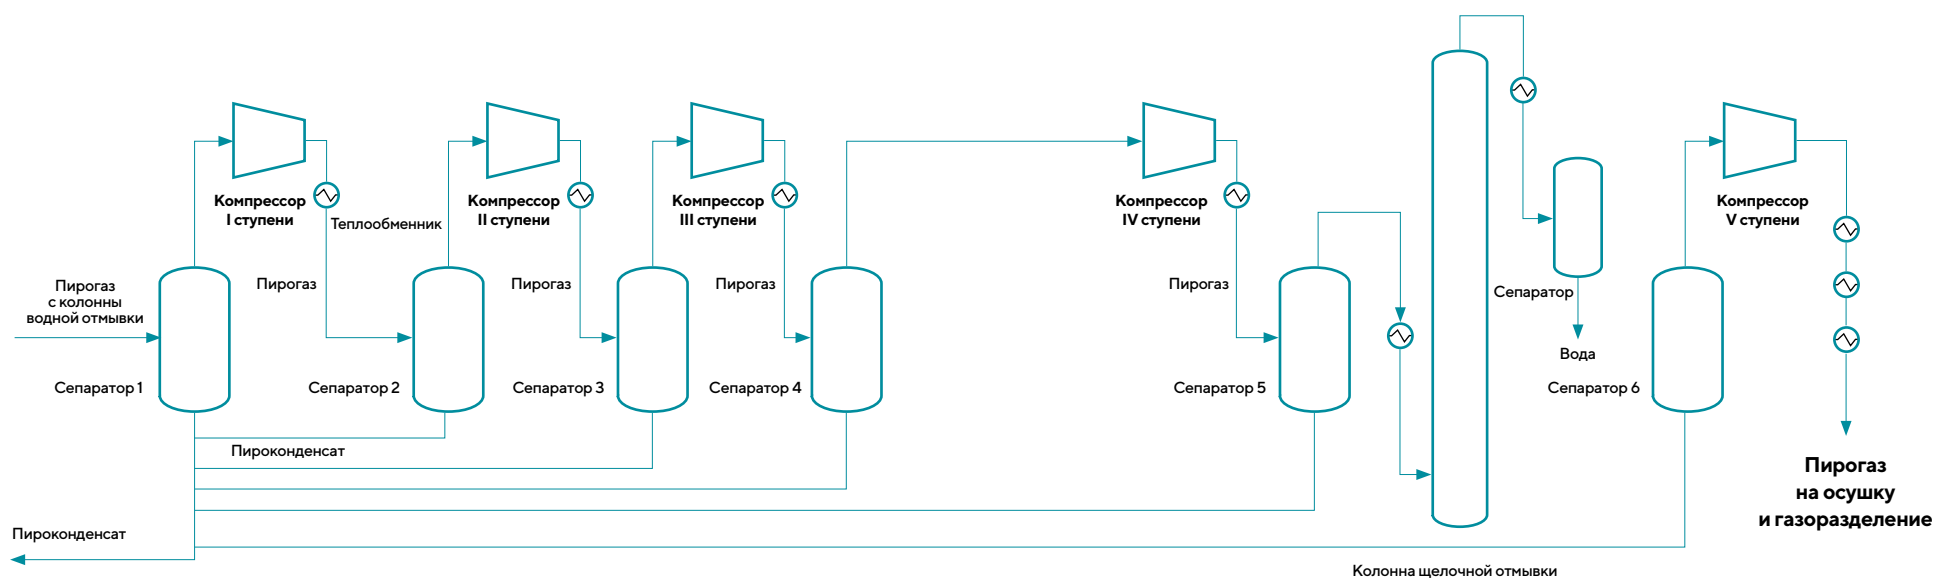 Компрессор
I ступени
Компрессор
II ступени
Компрессор
III ступени
Компрессор
IV ступени
Компрессор
V ступени
Теплообменник
Пирогаз
с колонны
водной отмывки
Пирогаз
Пирогаз
Пирогаз
Пирогаз
Сепаратор
Вода
Сепаратор 1
Сепаратор 2
Сепаратор 3
Сепаратор 4
Сепаратор 5
Сепаратор 6
Пироконденсат
Пирогаз
на осушку
и газоразделение
Пироконденсат
Колонна щелочной отмывки